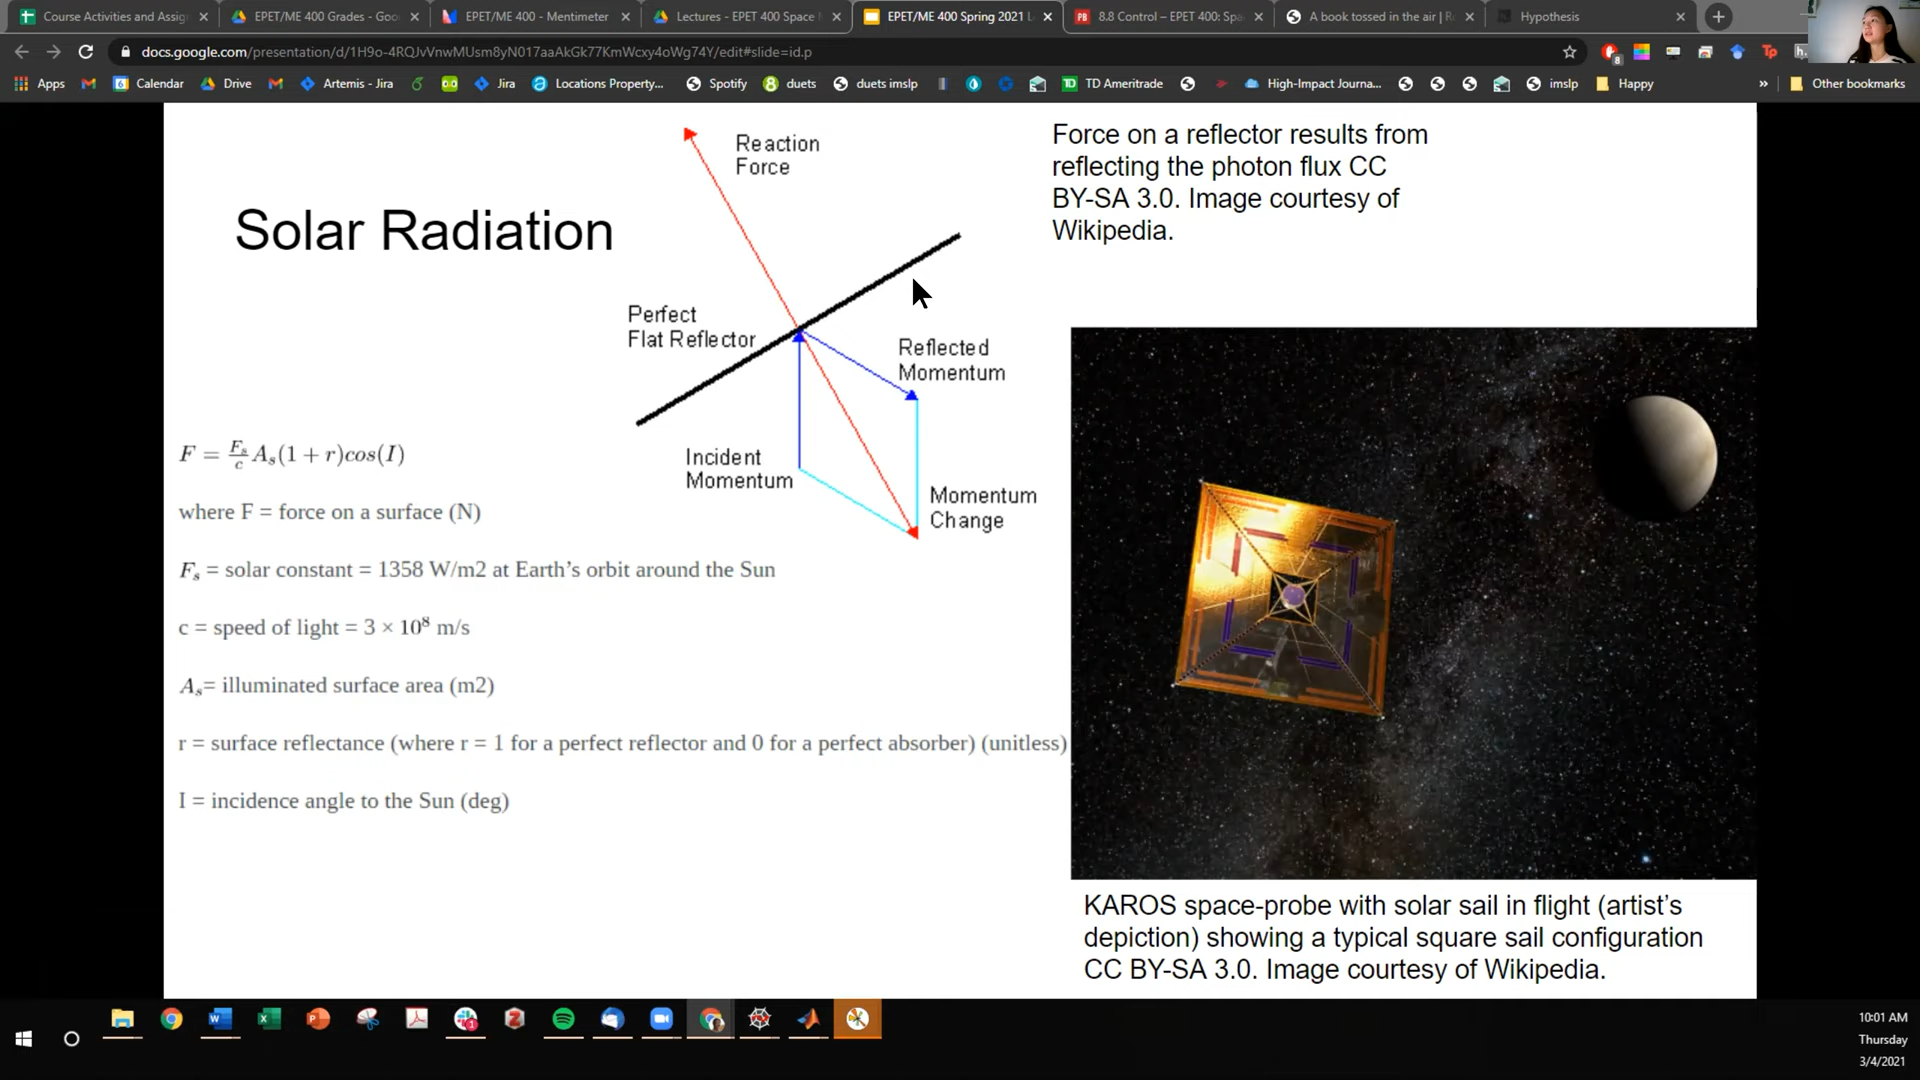 Course Activities and Assig
EPET/ME 400 Grades - Goo
EPET/ME 400 - Mentimeter
Lectures - EPET 400 Space
EPET/ME 400 Spring 2021 L
8.8 Control – EPET 400: Spa
A book tossed in the air | R
Hypothesis
docs.google.com/presentation/d/1H9o-4RQJvVnwMUsm8yN017aaAkGk77KmWcxy4oWg74Y/edit#slide=id.p
Apps
Calendar
Drive
Artemis - Jira
Jira
Locations Property...
Spotify
duets
duets imslp
TD Ameritrade
High-Impact Journa...
imslp
Happy
»
Other bookmarks
Solar Radiation
Reaction
Force
Perfect
Flat Reflector
Reflected
Momentum
Incident
Momentum
Momentum
Change
Force on a reflector results from
reflecting the photon flux CC
BY-SA 3.0. Image courtesy of
Wikipedia.
F = F_s/c A_s(1 + r)cos(I)
where F = force on a surface (N)
F_s = solar constant = 1358 W/m2 at Earth's orbit around the Sun
c = speed of light = 3 × 10⁸ m/s
A_s= illuminated surface area (m2)
r = surface reflectance (where r = 1 for a perfect reflector and 0 for a perfect absorber) (unitless)
I = incidence angle to the Sun (deg)
KAROS space-probe with solar sail in flight (artist's
depiction) showing a typical square sail configuration
CC BY-SA 3.0. Image courtesy of Wikipedia.
10:01 AM
Thursday
3/4/2021